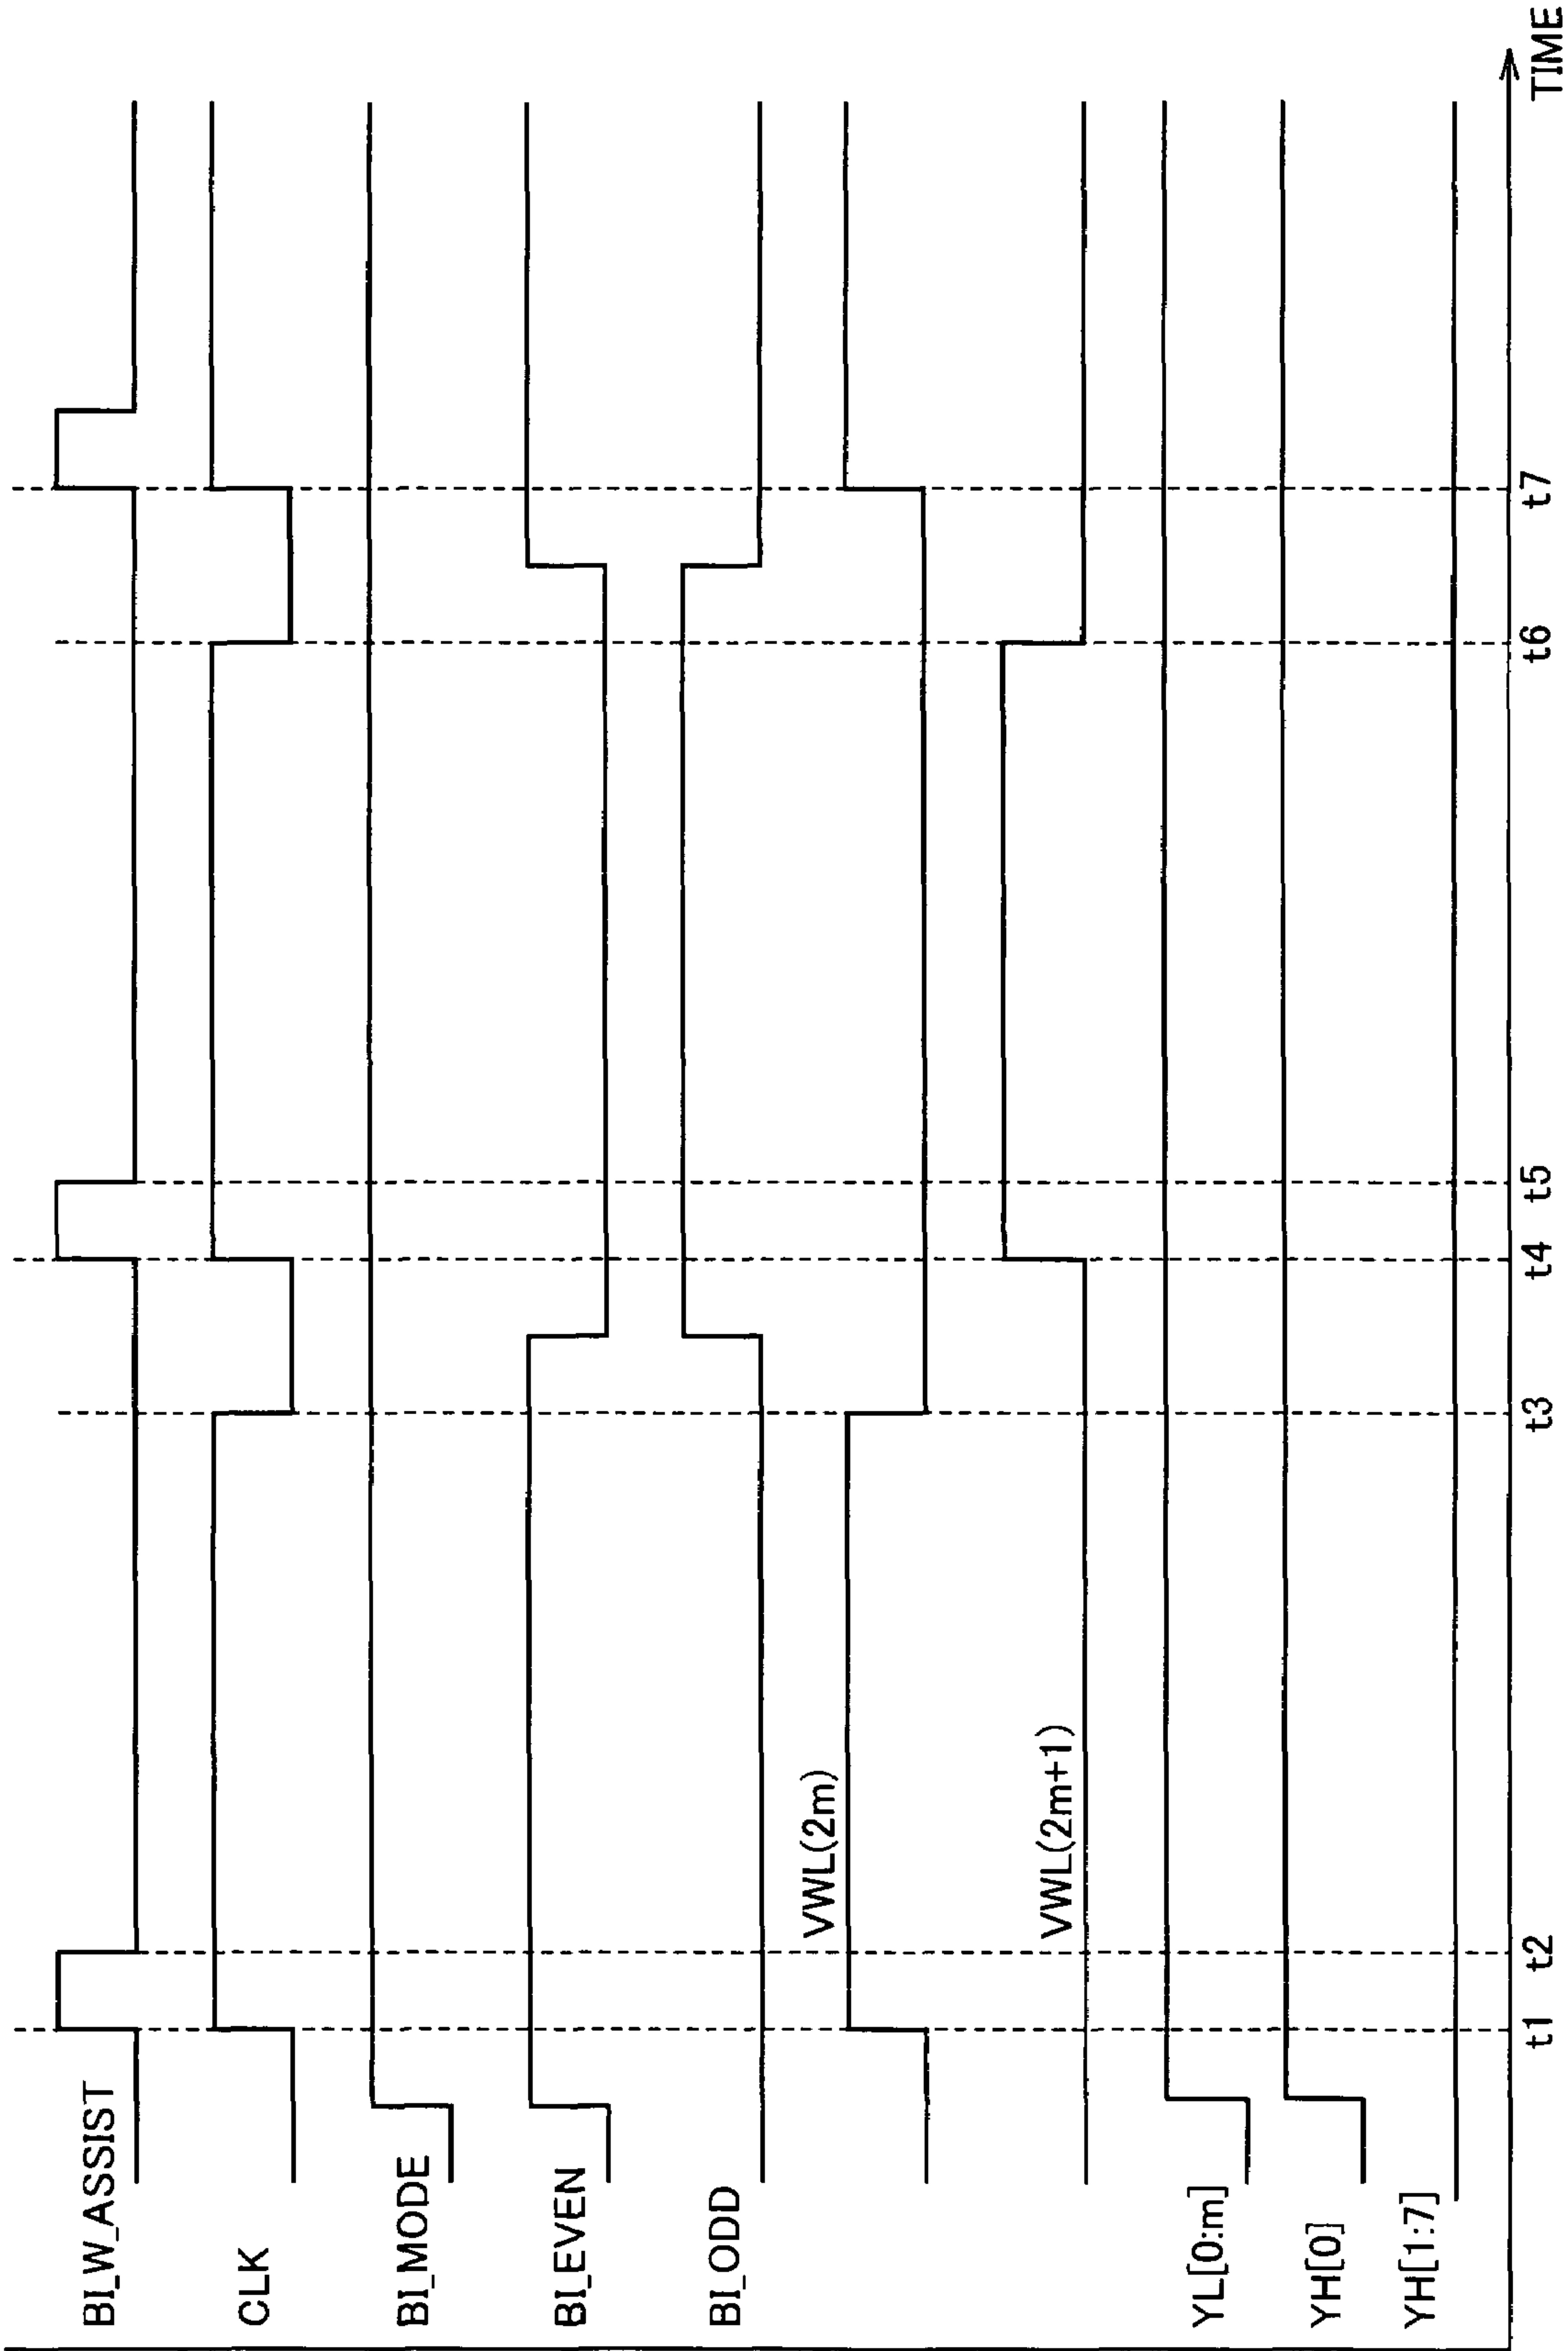 BI_W_ASSIST
CLK
BI_MODE
BI_EVEN
BI_ODD
VWL(2m)
VWL(2m+1)
YL[0:m]
YH[0]
YH[1:7]
t1 t2 t3 t4 t5 t6 t7 TIME